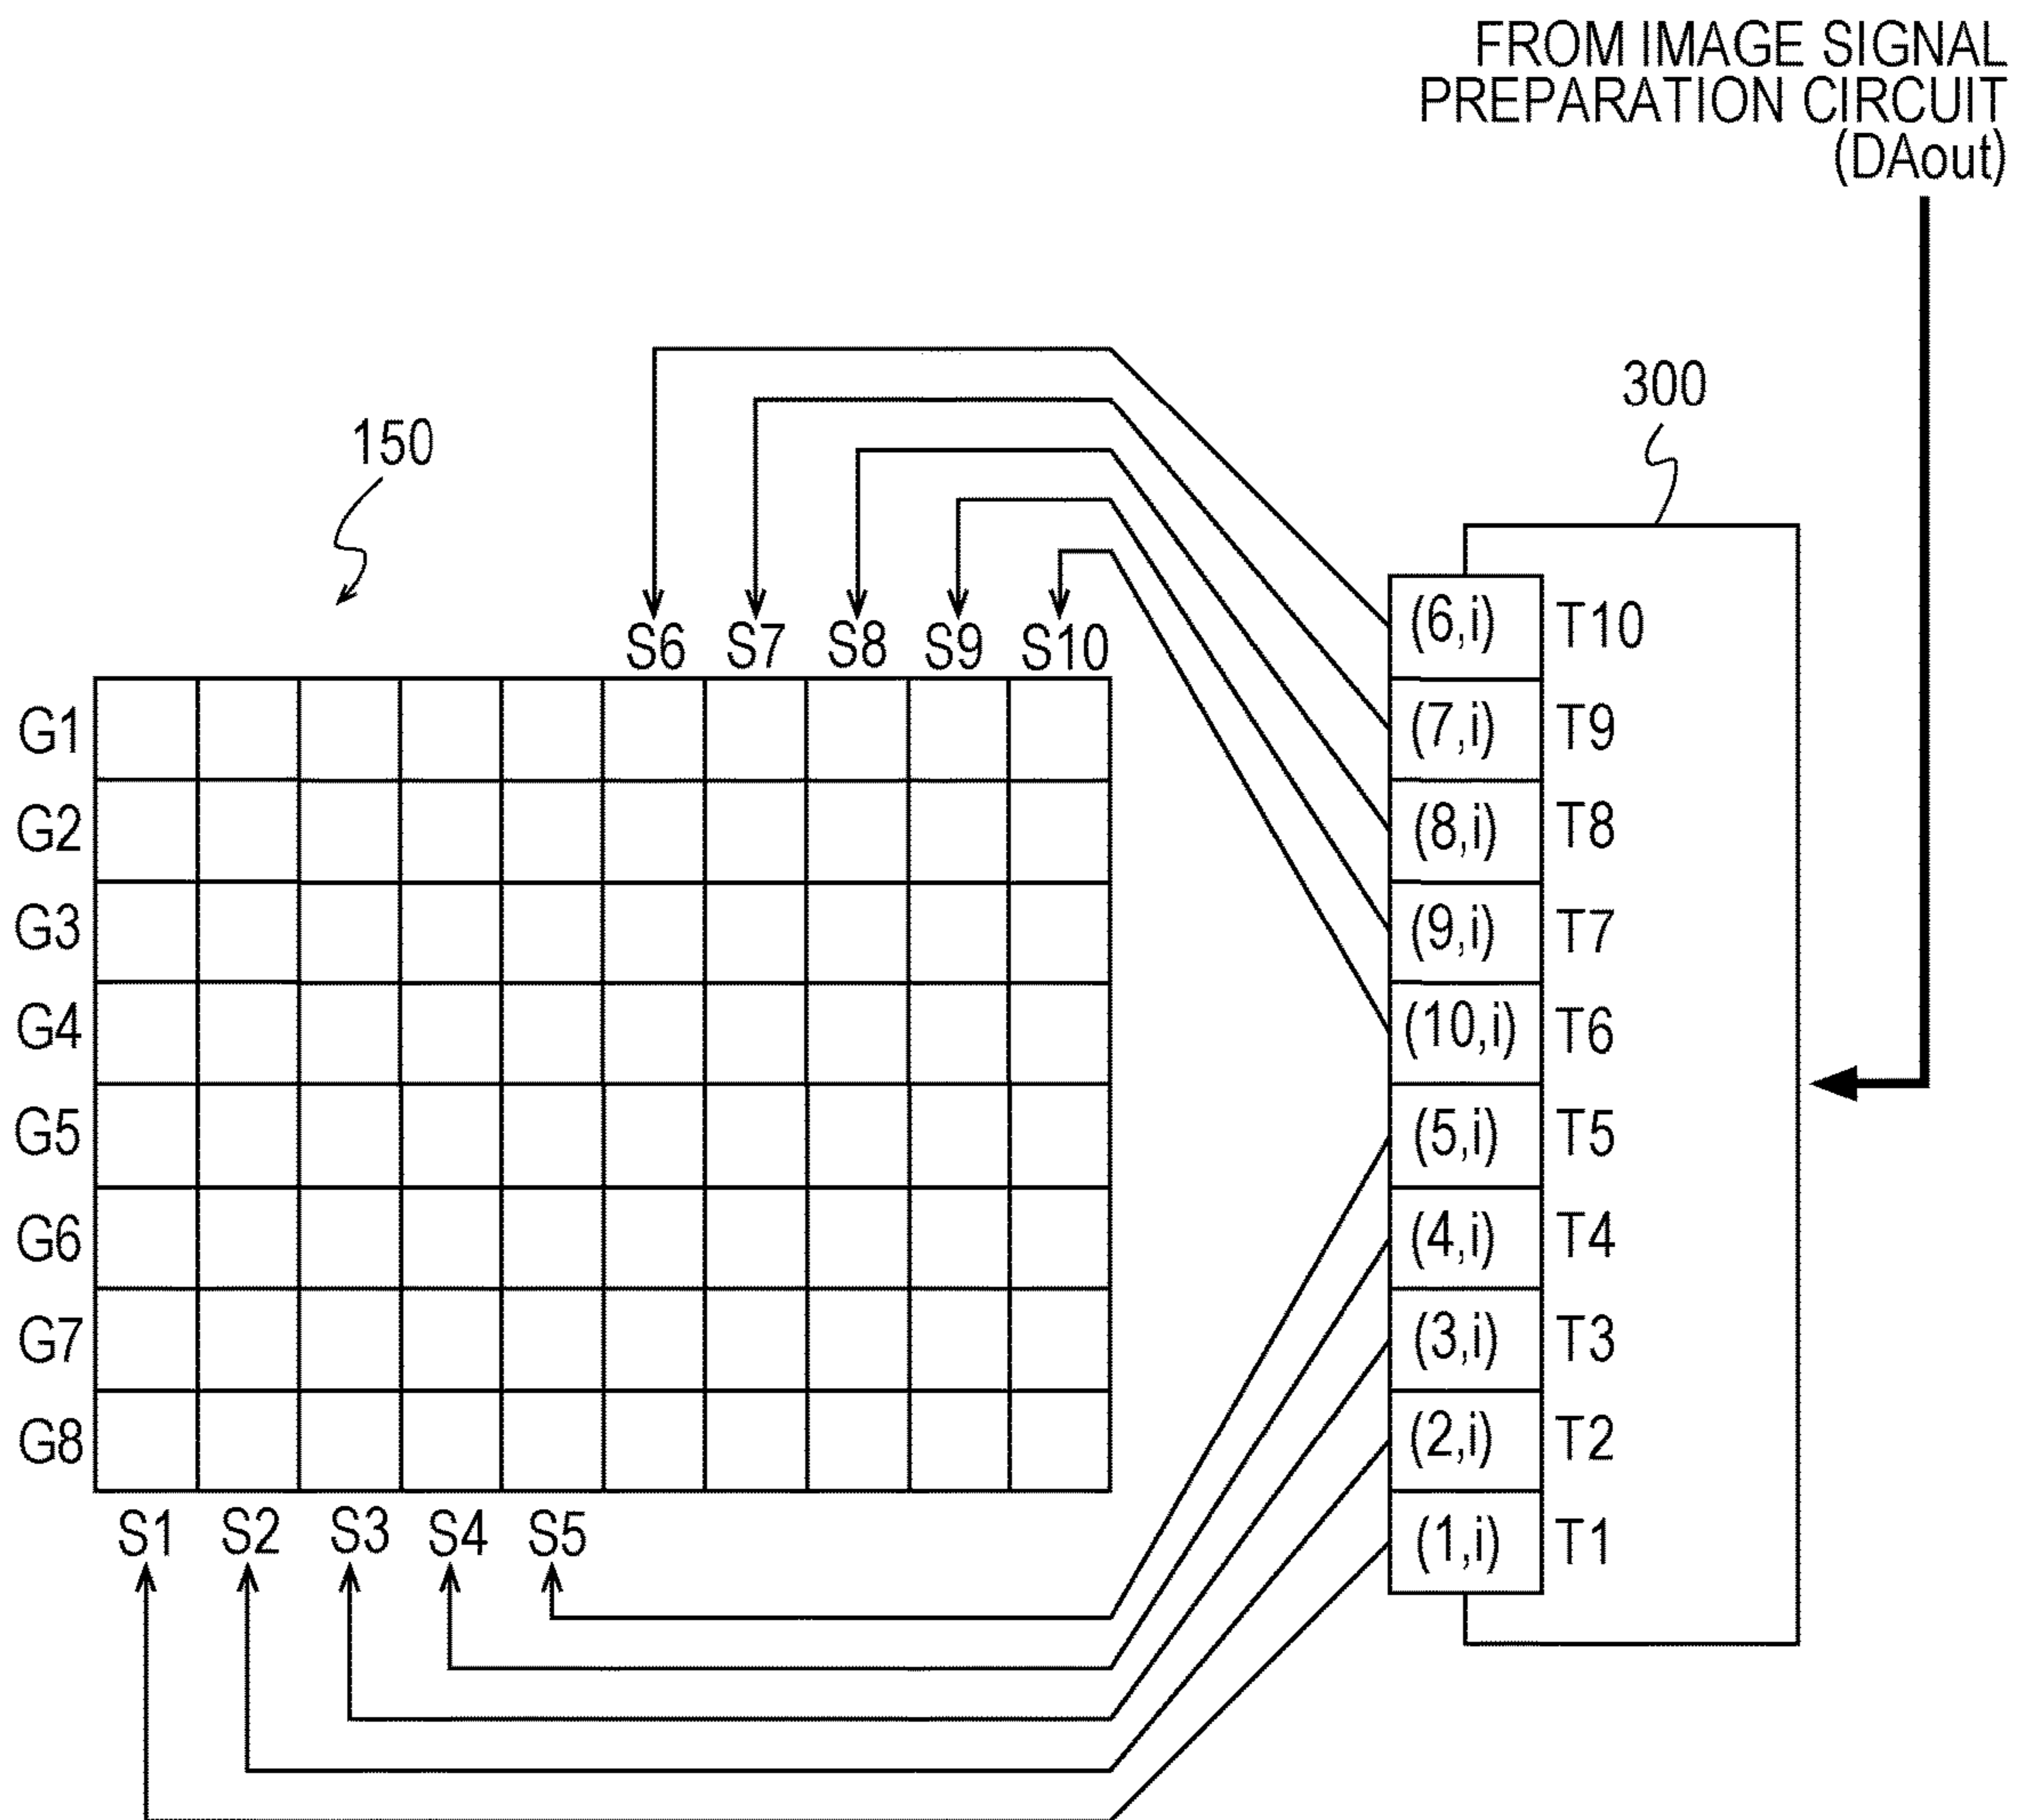 FROM IMAGE SIGNAL
PREPARATION CIRCUIT
(DAout)
300
150
S6 S7 S8 S9 S10
(6,i) T10
(7,i) T9
(8,i) T8
(9,i) T7
(10,i) T6
(5,i) T5
(4,i) T4
(3,i) T3
(2,i) T2
(1,i) T1
G1
G2
G3
G4
G5
G6
G7
G8
S1 S2 S3 S4 S5